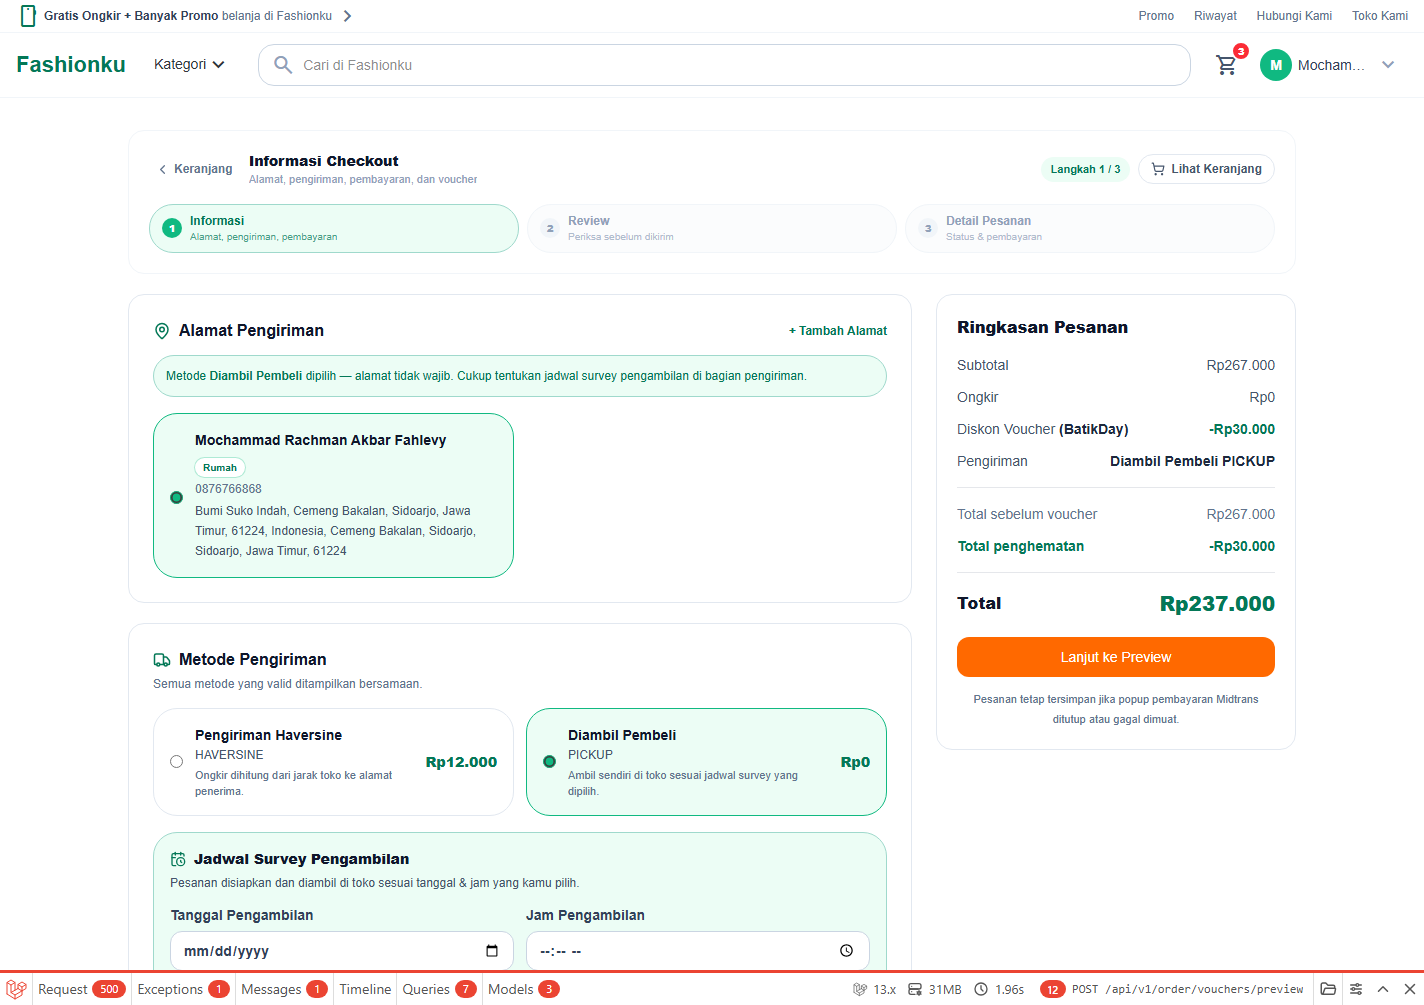 Gratis Ongkir + Banyak Promo belanja di Fashionku
Promo Riwayat Hubungi Kami Toko Kami
Fashionku Kategori Cari di Fashionku 3 M Mocham...
Keranjang
Informasi Checkout
Alamat, pengiriman, pembayaran, dan voucher
Langkah 1 / 3
Lihat Keranjang
1 Informasi
Alamat, pengiriman, pembayaran
2 Review
Periksa sebelum dikirim
3 Detail Pesanan
Status & pembayaran
Alamat Pengiriman
+ Tambah Alamat
Metode Diambil Pembeli dipilih — alamat tidak wajib. Cukup tentukan jadwal survey pengambilan di bagian pengiriman.
Mochammad Rachman Akbar Fahlevy
Rumah
0876766868
Bumi Suko Indah, Cemeng Bakalan, Sidoarjo, Jawa
Timur, 61224, Indonesia, Cemeng Bakalan, Sidoarjo,
Sidoarjo, Jawa Timur, 61224
Metode Pengiriman
Semua metode yang valid ditampilkan bersamaan.
Pengiriman Haversine
HAVERSINE
Ongkir dihitung dari jarak toko ke alamat
penerima.
Rp12.000
Diambil Pembeli
PICKUP
Ambil sendiri di toko sesuai jadwal survey yang
dipilih.
Rp0
Jadwal Survey Pengambilan
Pesanan disiapkan dan diambil di toko sesuai tanggal & jam yang kamu pilih.
Tanggal Pengambilan
mm/dd/yyyy
Jam Pengambilan
--:-- --
Ringkasan Pesanan
Subtotal Rp267.000
Ongkir Rp0
Diskon Voucher (BatikDay) -Rp30.000
Pengiriman Diambil Pembeli PICKUP
Total sebelum voucher Rp267.000
Total penghematan -Rp30.000
Total Rp237.000
Lanjut ke Preview
Pesanan tetap tersimpan jika popup pembayaran Midtrans
ditutup atau gagal dimuat.
Request 500 Exceptions 1 Messages 1 Timeline Queries 7 Models 3 13.x 31MB 1.96s 12 POST /api/v1/order/vouchers/preview